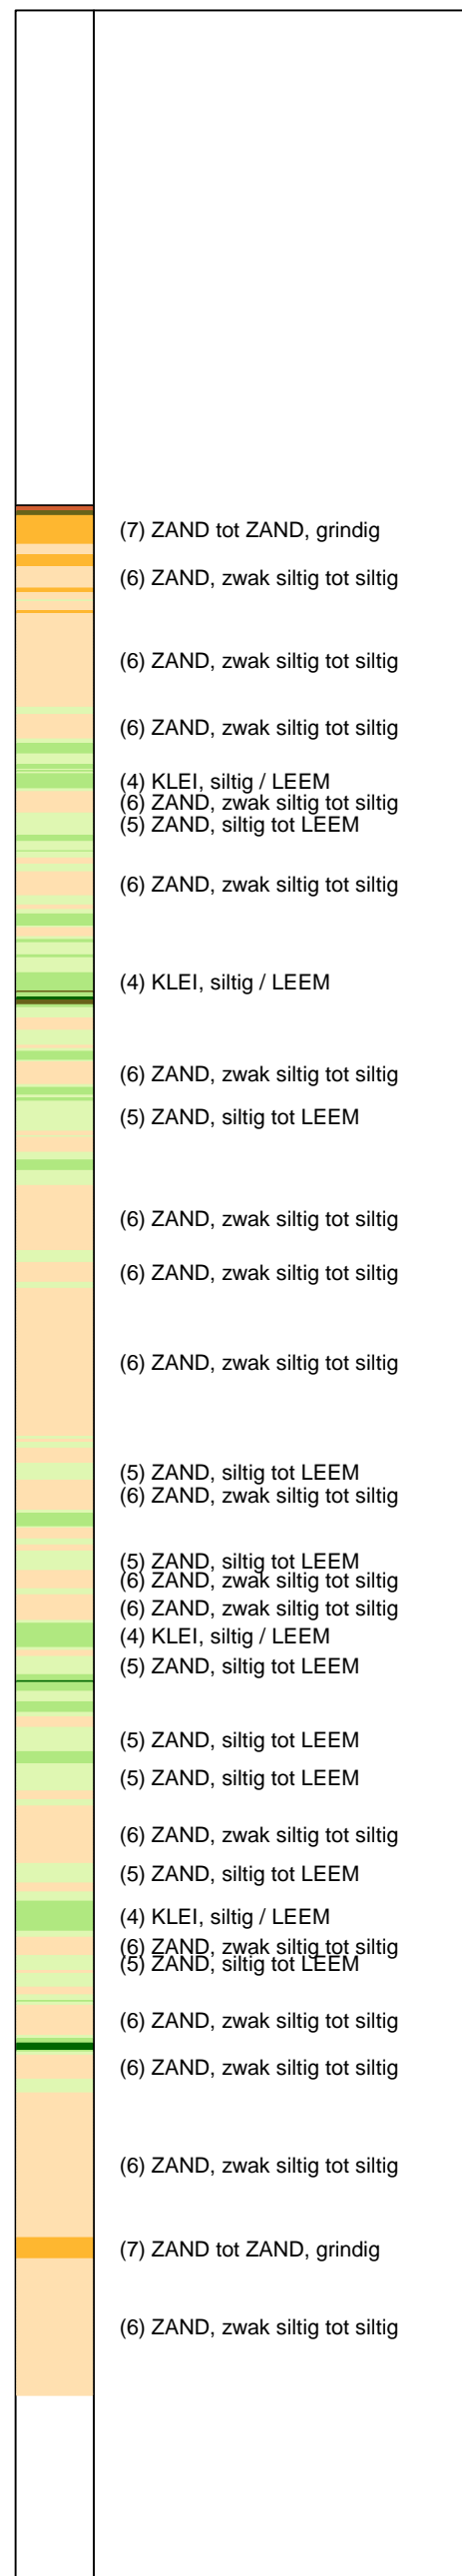 (7) ZAND tot ZAND, grindig
(6) ZAND, zwak siltig tot siltig
(6) ZAND, zwak siltig tot siltig
(6) ZAND, zwak siltig tot siltig
(4) KLEI, siltig / LEEM
(6) ZAND, zwak siltig tot siltig
(5) ZAND, siltig tot LEEM
(6) ZAND, zwak siltig tot siltig
(4) KLEI, siltig / LEEM
(6) ZAND, zwak siltig tot siltig
(5) ZAND, siltig tot LEEM
(6) ZAND, zwak siltig tot siltig
(6) ZAND, zwak siltig tot siltig
(6) ZAND, zwak siltig tot siltig
(5) ZAND, siltig tot LEEM
(6) ZAND, zwak siltig tot siltig
(5) ZAND, siltig tot LEEM
(6) ZAND, zwak siltig tot siltig
(6) ZAND, zwak siltig tot siltig
(4) KLEI, siltig / LEEM
(5) ZAND, siltig tot LEEM
(5) ZAND, siltig tot LEEM
(5) ZAND, siltig tot LEEM
(6) ZAND, zwak siltig tot siltig
(5) ZAND, siltig tot LEEM
(4) KLEI, siltig / LEEM
(6) ZAND, zwak siltig tot siltig
(5) ZAND, siltig tot LEEM
(6) ZAND, zwak siltig tot siltig
(6) ZAND, zwak siltig tot siltig
(6) ZAND, zwak siltig tot siltig
(7) ZAND tot ZAND, grindig
(6) ZAND, zwak siltig tot siltig